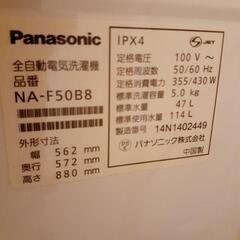 Panasonic
全自動電気洗濯機
品番
NA-F50B8
外形寸法
幅 562 mm
奥行 572 mm
高さ 880 mm
IPX4
JET
定格電圧 100 V ~
定格周波数 50/60 Hz
定格消費電力 355/430 W
標準洗濯容量 5.0 kg
標準水量 47 L
標準使用水量 114 L
製造番号 14N1402449
パナソニック株式会社
中国製